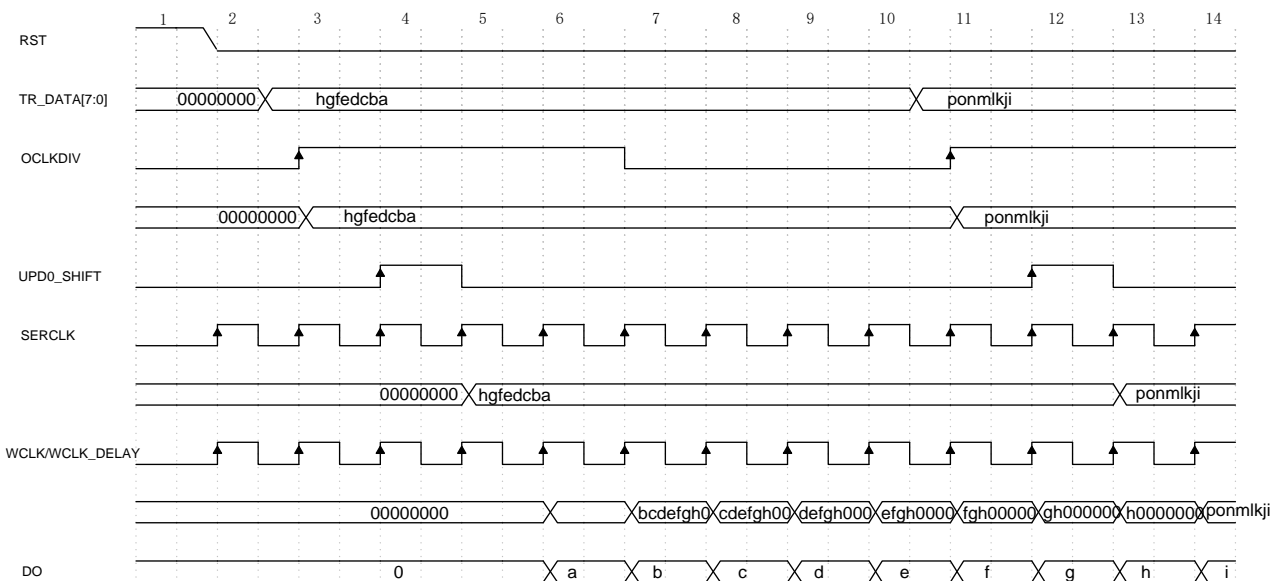 1 2 3 4 5 6 7 8 9 10 11 12 13 14
RST
TR_DATA[7:0] 00000000 hgfedcba ponmlkji
OCLKDIV
00000000 hgfedcba ponmlkji
UPD0_SHIFT
SERCLK
00000000 hgfedcba ponmlkji
WCLK/WCLK_DELAY
00000000 bcdefgh0 cdefgh00 defgh000 efgh0000 fgh00000 gh000000 h0000000 ponmlkji
DO 0 a b c d e f g h i